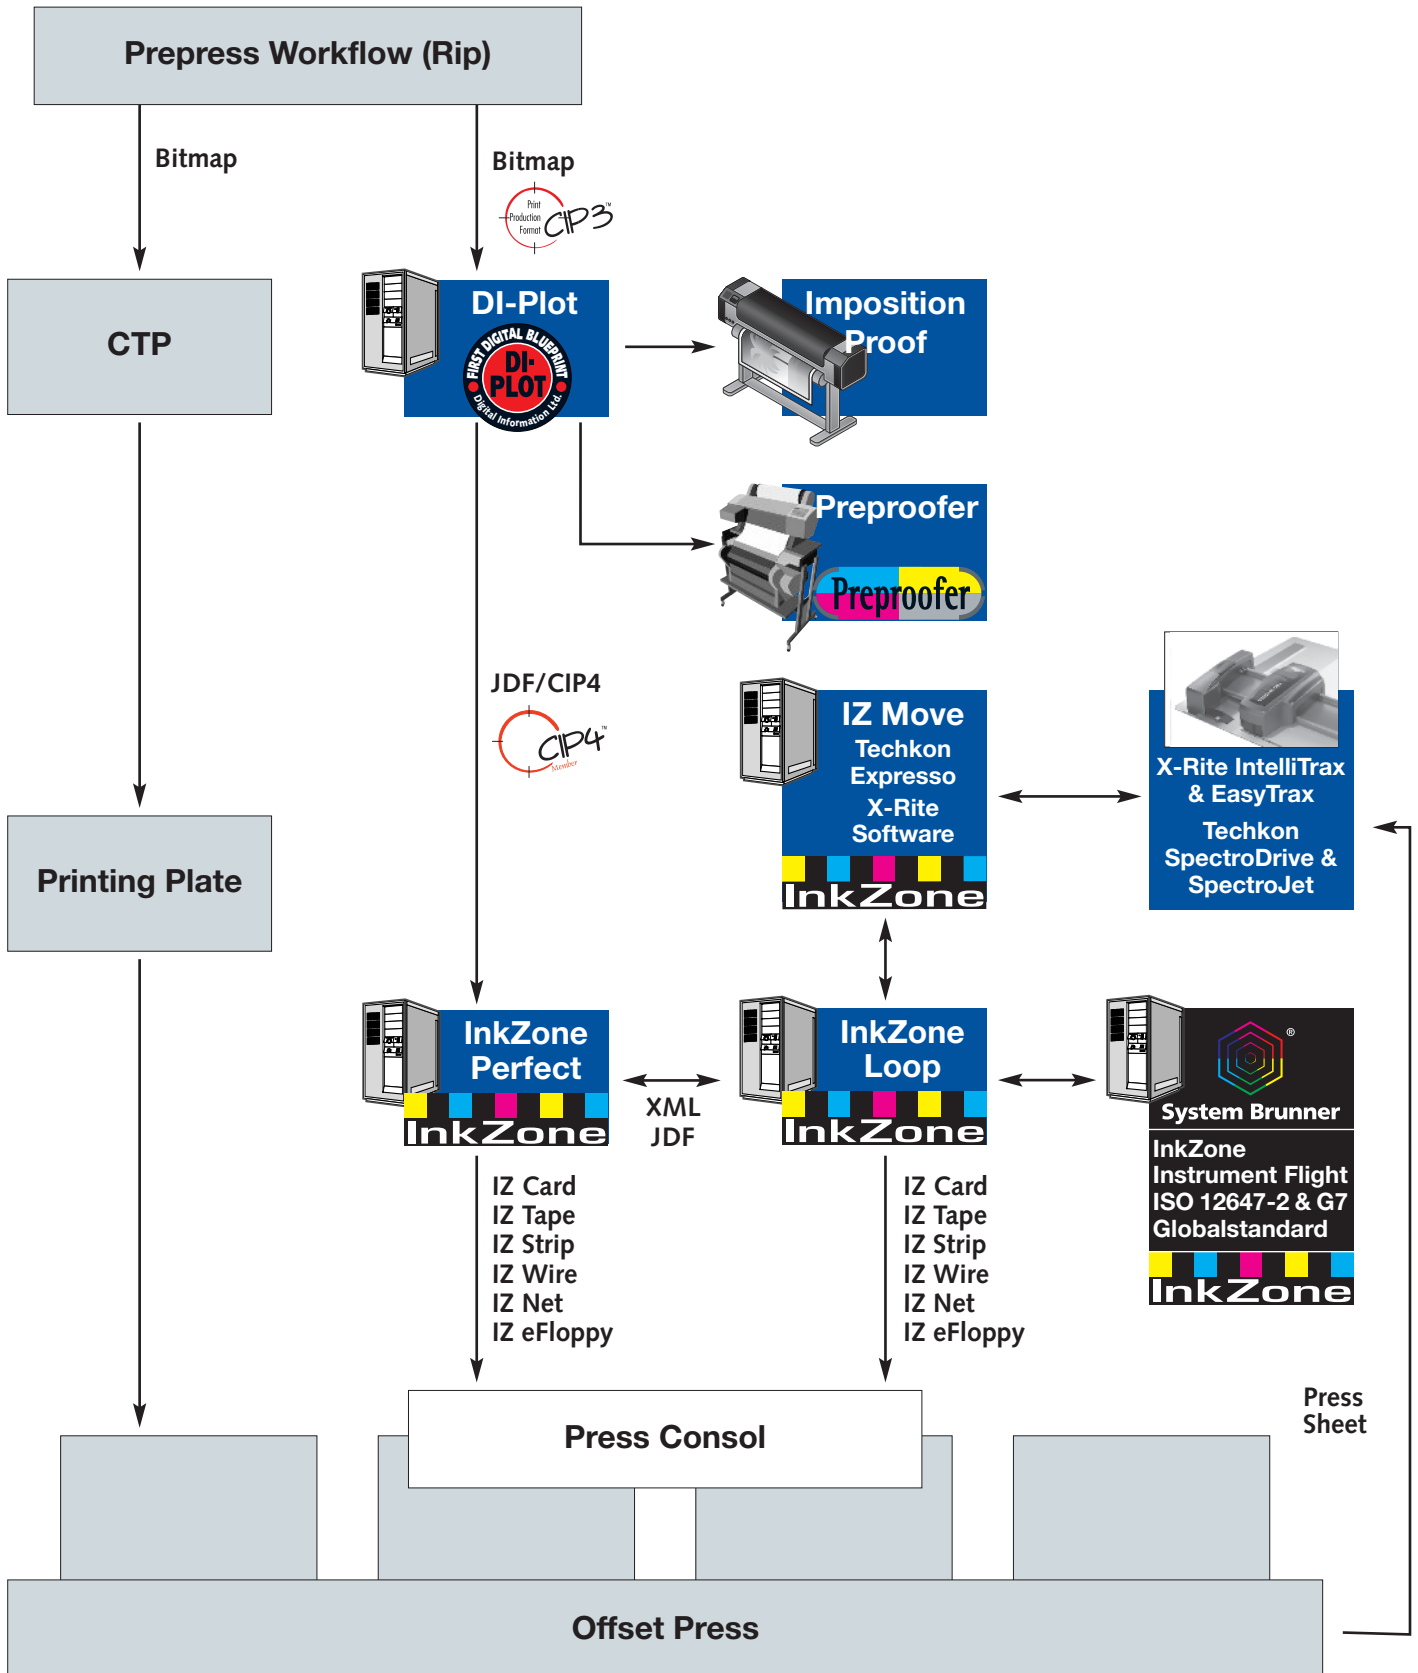 Prepress Workflow (Rip)
Bitmap
Bitmap
Print
Production
Format
CIP3™
CTP
DI-Plot
FIRST DIGITAL BLUEPRINT
DI-
PLOT
Digital Information Ltd.
Imposition
Proof
Preproofer
Preproofer
JDF/CIP4
CIP4™
Member
IZ Move
Techkon
Expresso
X-Rite
Software
InkZone
X-Rite IntelliTrax
& EasyTrax
Techkon
SpectroDrive &
SpectroJet
Printing Plate
InkZone
Perfect
InkZone
XML
JDF
InkZone
Loop
InkZone
®
System Brunner
InkZone
Instrument Flight
ISO 12647-2 & G7
Globalstandard
InkZone
IZ Card
IZ Tape
IZ Strip
IZ Wire
IZ Net
IZ eFloppy
IZ Card
IZ Tape
IZ Strip
IZ Wire
IZ Net
IZ eFloppy
Press
Sheet
Press Consol
Offset Press